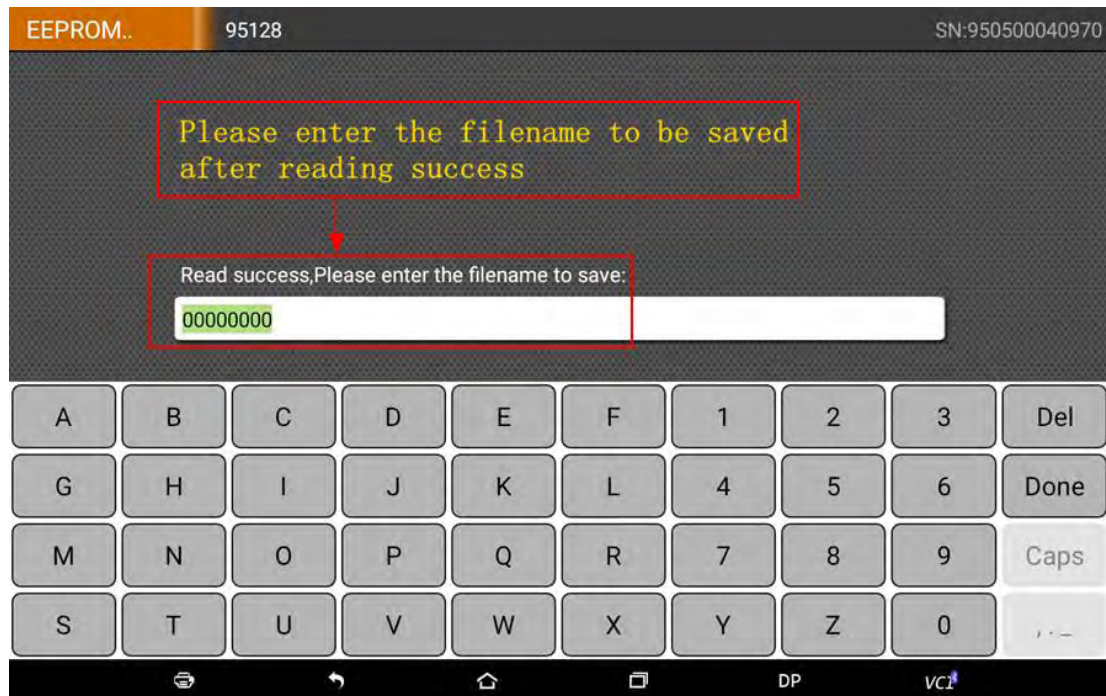 EEPROM.. 95128 SN:950500040970
Please enter the filename to be saved
after reading success
Read success,Please enter the filename to save:
00000000
A B C D E F 1 2 3 Del
G H I J K L 4 5 6 Done
M N O P Q R 7 8 9 Caps
S T U V W X Y Z 0 , . _
DP VCI